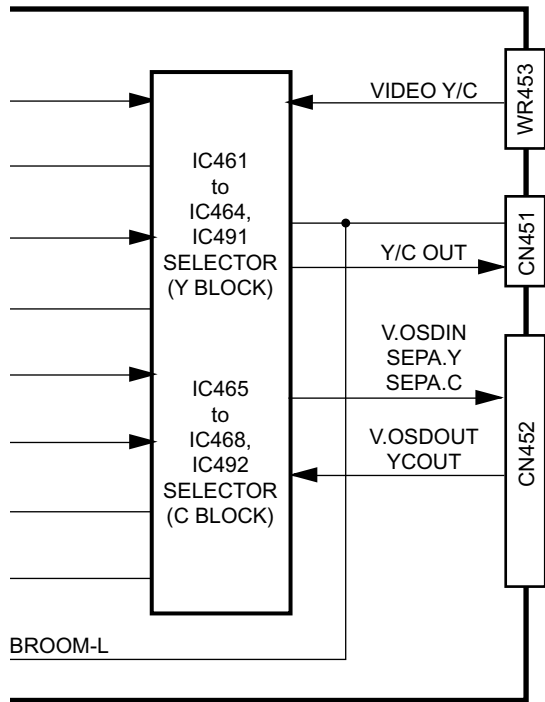 VIDEO Y/C
WR453
IC461
to
IC464,
IC491
SELECTOR
(Y BLOCK)
Y/C OUT
CN451
V.OSDIN
SEPA.Y
SEPA.C
IC465
to
IC468,
IC492
SELECTOR
(C BLOCK)
V.OSDOUT
YCOUT
CN452
BROOM-L